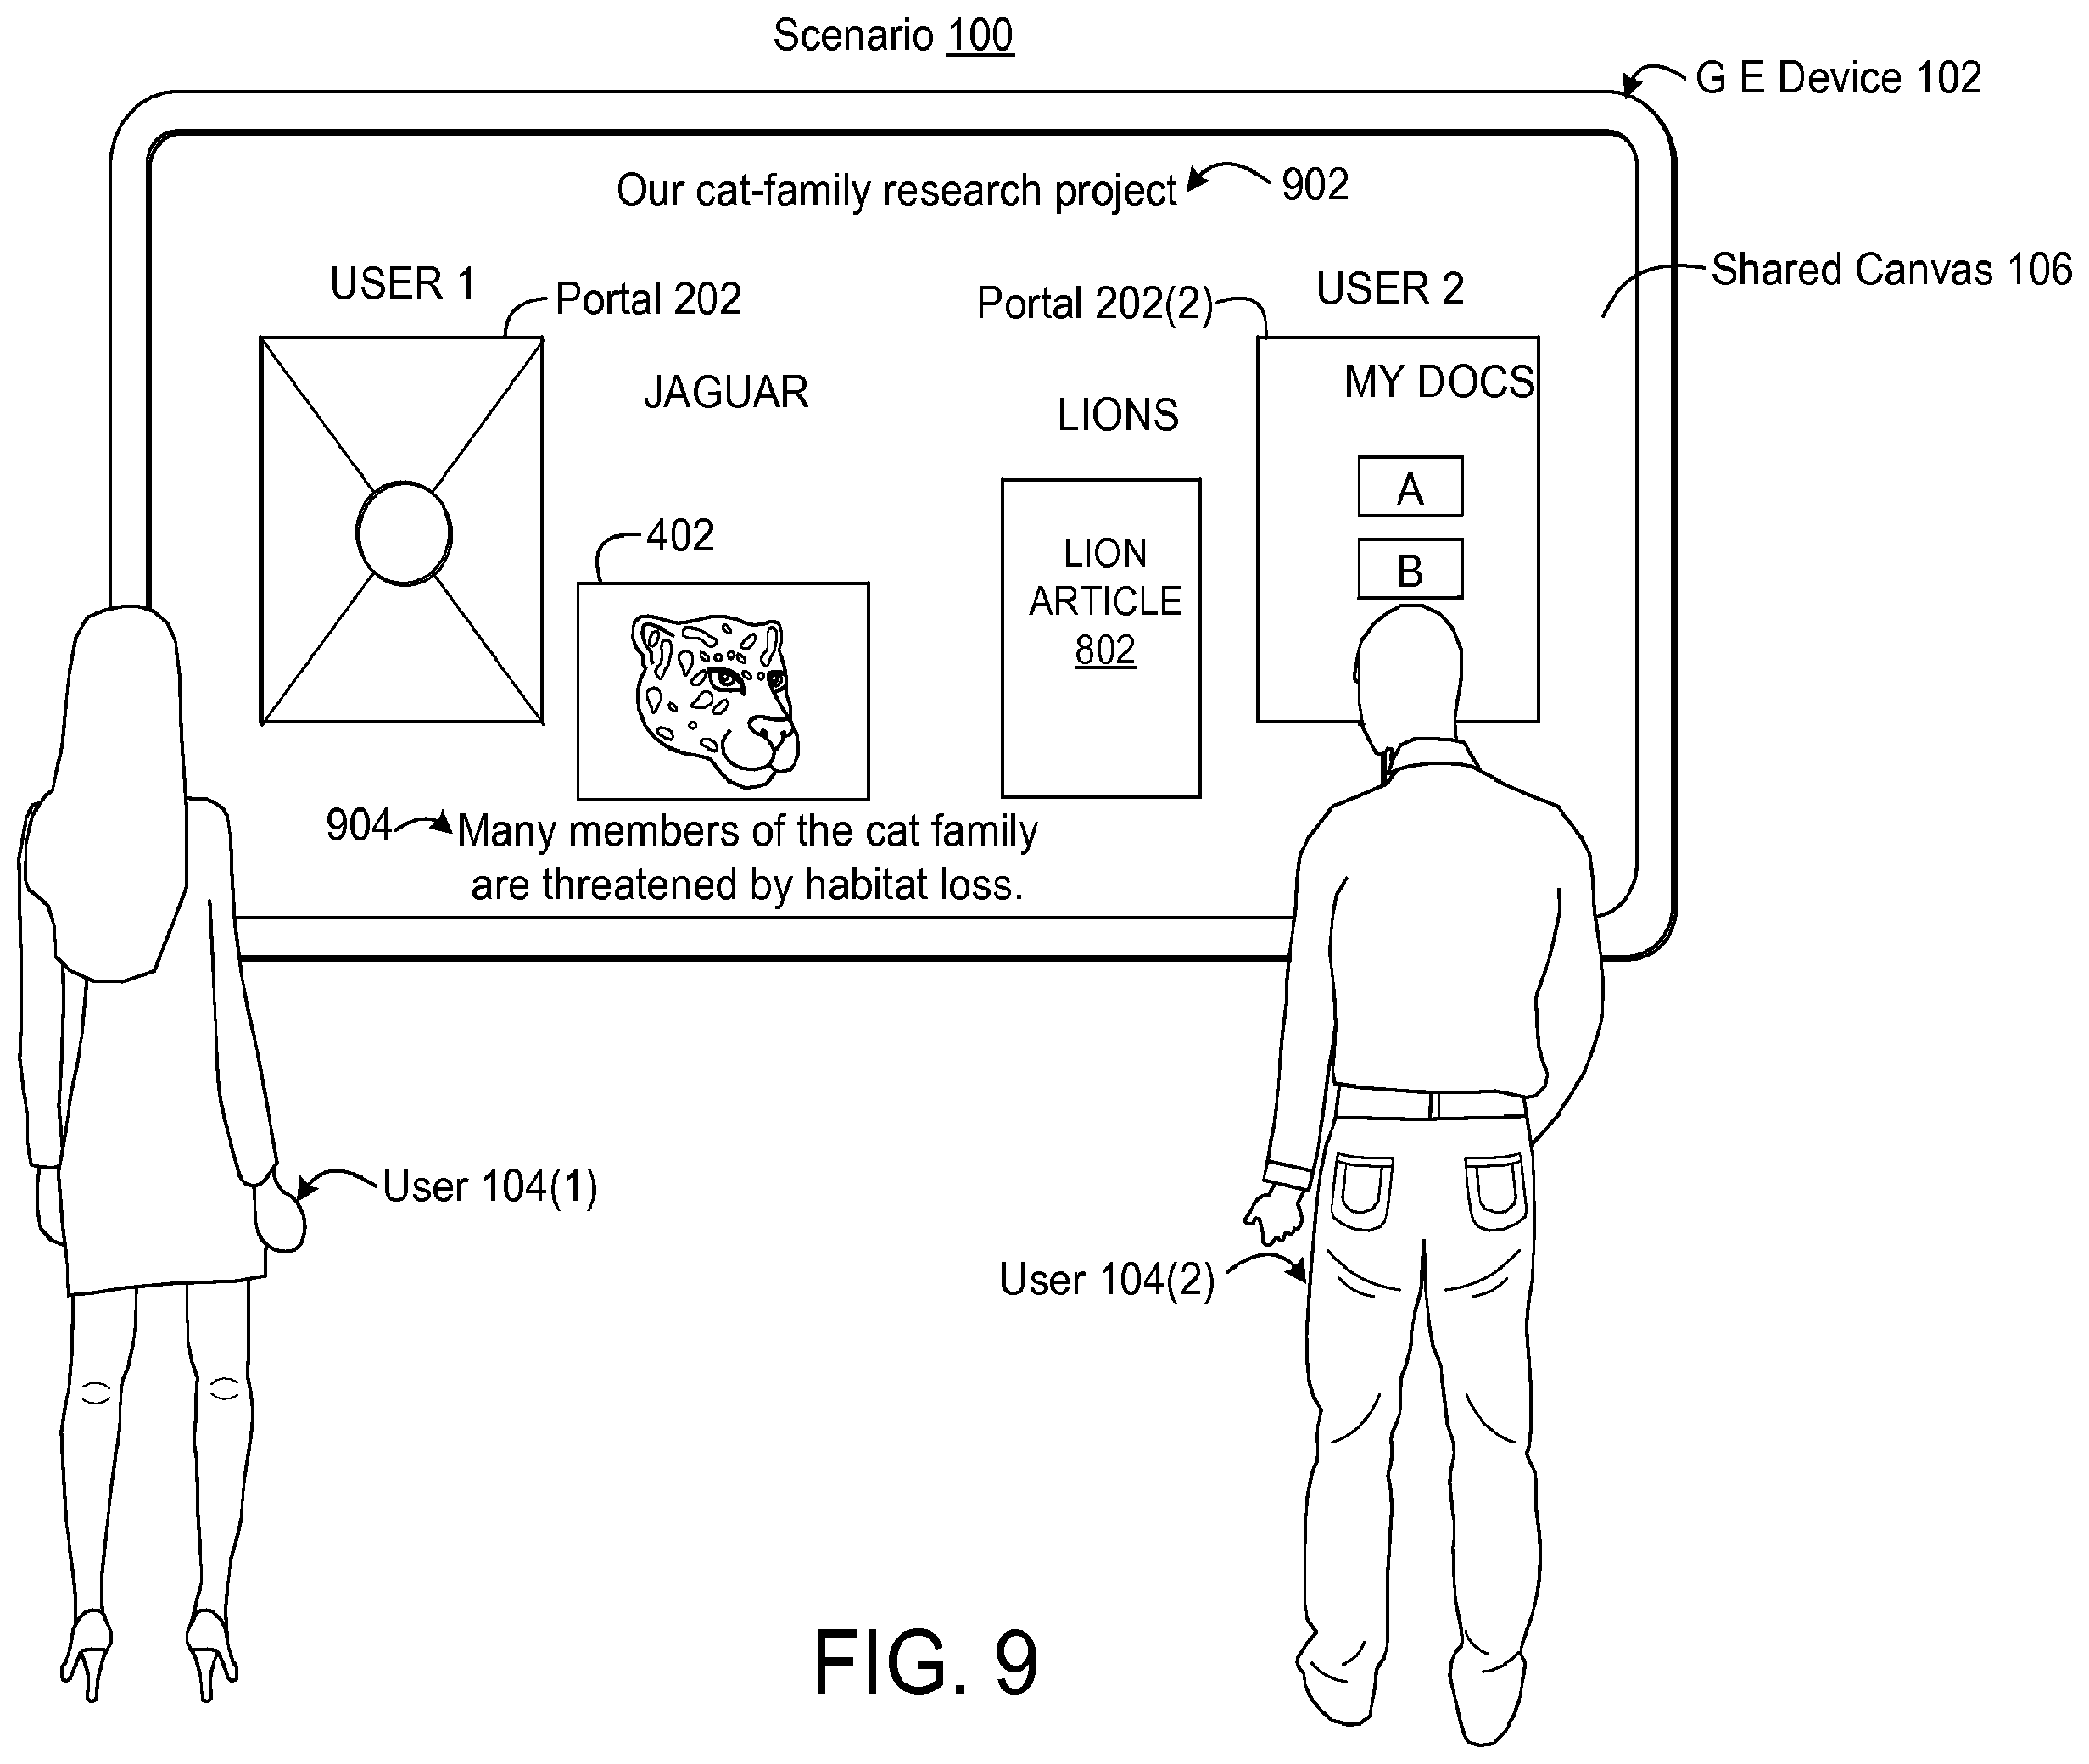 Scenario 100
G E Device 102
Our cat-family research project
902
Shared Canvas 106
USER 1
Portal 202
Portal 202(2)
USER 2
JAGUAR
LIONS
MY DOCS
A
B
402
LION
ARTICLE
802
904
Many members of the cat family
are threatened by habitat loss.
User 104(1)
User 104(2)
FIG. 9